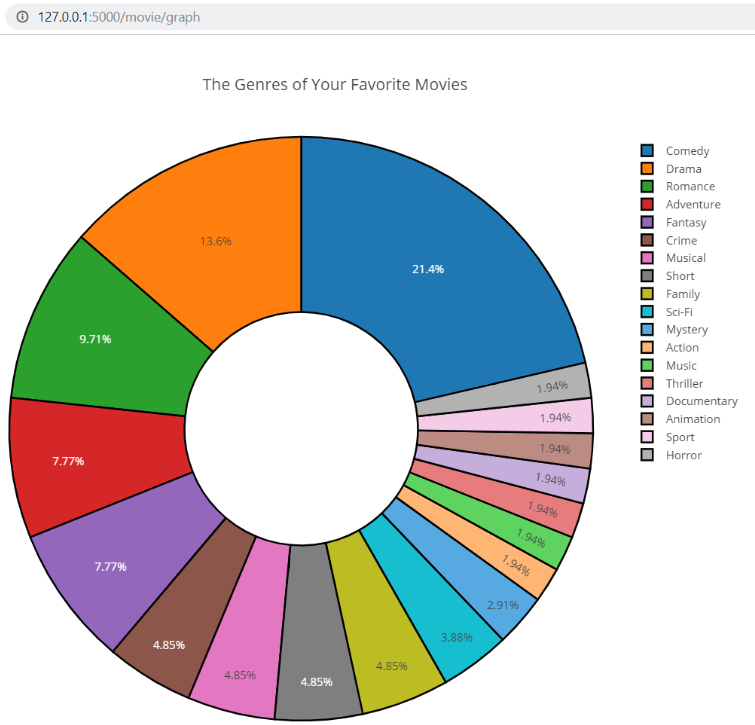 127.0.0.1:5000/movie/graph
The Genres of Your Favorite Movies
Comedy
Drama
Romance
Adventure
Fantasy
Crime
Musical
Short
Family
Sci-Fi
Mystery
Action
Music
Thriller
Documentary
Animation
Sport
Horror
13.6%
21.4%
9.71%
1.94%
1.94%
1.94%
7.77%
1.94%
1.94%
1.94%
7.77%
1.94%
2.91%
3.88%
4.85%
4.85%
4.85%
4.85%